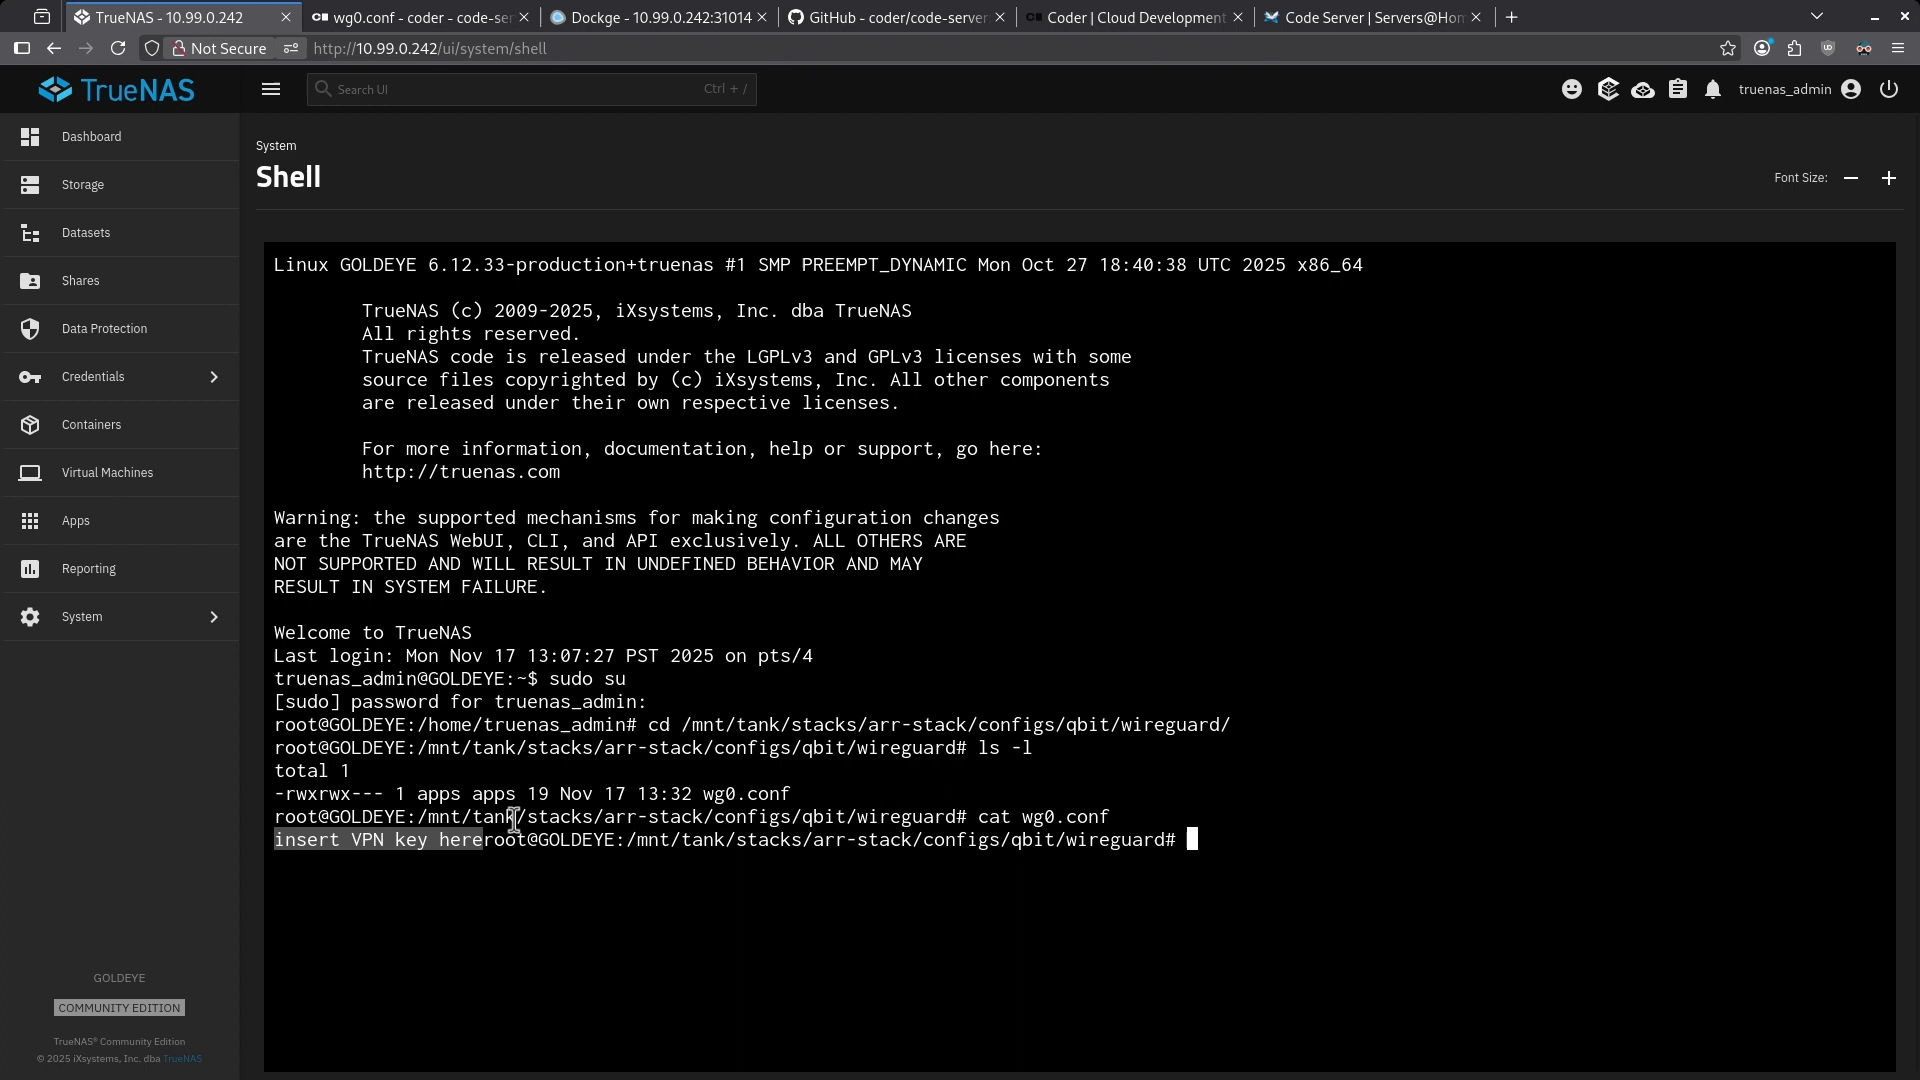 TrueNAS - 10.99.0.242
wg0.conf - coder - code-ser
Dockge - 10.99.0.242:31014
GitHub - coder/code-server
Coder | Cloud Development
Code Server | Servers@Hom
Not Secure
http://10.99.0.242/ui/system/shell
TrueNAS
Search UI
Ctrl + /
truenas_admin
Dashboard
Storage
Datasets
Shares
Data Protection
Credentials
Containers
Virtual Machines
Apps
Reporting
System
GOLDEYE
COMMUNITY EDITION
TrueNAS® Community Edition
© 2025 iXsystems, Inc. dba TrueNAS
System
Shell
Font Size:
Linux GOLDEYE 6.12.33-production+truenas #1 SMP PREEMPT_DYNAMIC Mon Oct 27 18:40:38 UTC 2025 x86_64
TrueNAS (c) 2009-2025, iXsystems, Inc. dba TrueNAS
All rights reserved.
TrueNAS code is released under the LGPLv3 and GPLv3 licenses with some
source files copyrighted by (c) iXsystems, Inc. All other components
are released under their own respective licenses.
For more information, documentation, help or support, go here:
http://truenas.com
Warning: the supported mechanisms for making configuration changes
are the TrueNAS WebUI, CLI, and API exclusively. ALL OTHERS ARE
NOT SUPPORTED AND WILL RESULT IN UNDEFINED BEHAVIOR AND MAY
RESULT IN SYSTEM FAILURE.
Welcome to TrueNAS
Last login: Mon Nov 17 13:07:27 PST 2025 on pts/4
truenas_admin@GOLDEYE:~$ sudo su
[sudo] password for truenas_admin:
root@GOLDEYE:/home/truenas_admin# cd /mnt/tank/stacks/arr-stack/configs/qbit/wireguard/
root@GOLDEYE:/mnt/tank/stacks/arr-stack/configs/qbit/wireguard# ls -l
total 1
-rwxrwx--- 1 apps apps 19 Nov 17 13:32 wg0.conf
root@GOLDEYE:/mnt/tank/stacks/arr-stack/configs/qbit/wireguard# cat wg0.conf
insert VPN key hereroot@GOLDEYE:/mnt/tank/stacks/arr-stack/configs/qbit/wireguard#